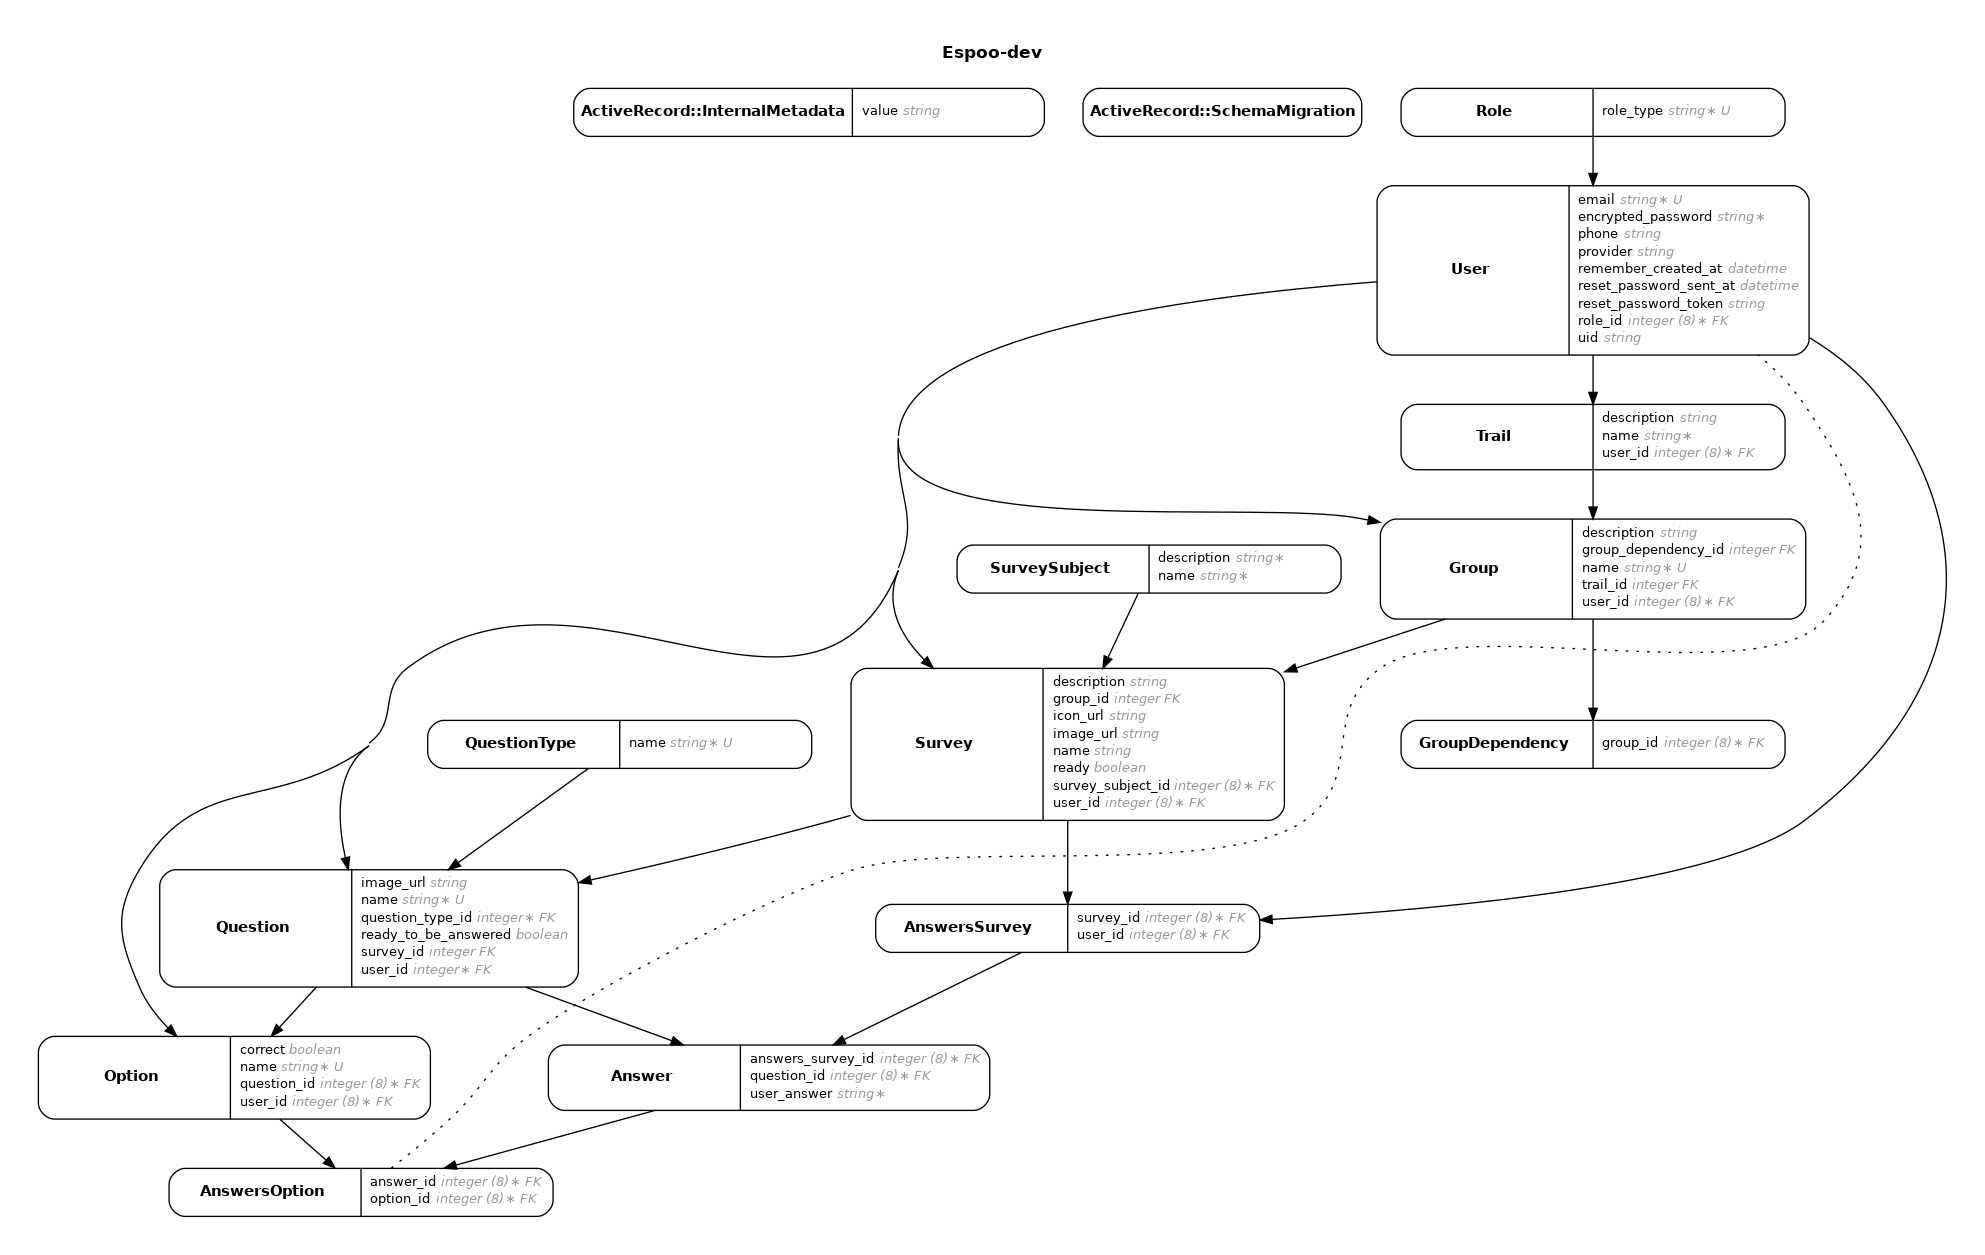 Espoo-dev
ActiveRecord::InternalMetadata
value string
ActiveRecord::SchemaMigration
Role
role_type string∗ U
User
email string∗ U
encrypted_password string∗
phone string
provider string
remember_created_at datetime
reset_password_sent_at datetime
reset_password_token string
role_id integer (8)∗ FK
uid string
Trail
description string
name string∗
user_id integer (8)∗ FK
SurveySubject
description string∗
name string∗
Group
description string
group_dependency_id integer FK
name string∗ U
trail_id integer FK
user_id integer (8)∗ FK
QuestionType
name string∗ U
Survey
description string
group_id integer FK
icon_url string
image_url string
name string
ready boolean
survey_subject_id integer (8)∗ FK
user_id integer (8)∗ FK
GroupDependency
group_id integer (8)∗ FK
Question
image_url string
name string∗ U
question_type_id integer∗ FK
ready_to_be_answered boolean
survey_id integer FK
user_id integer∗ FK
AnswersSurvey
survey_id integer (8)∗ FK
user_id integer (8)∗ FK
Option
correct boolean
name string∗ U
question_id integer (8)∗ FK
user_id integer (8)∗ FK
Answer
answers_survey_id integer (8)∗ FK
question_id integer (8)∗ FK
user_answer string∗
AnswersOption
answer_id integer (8)∗ FK
option_id integer (8)∗ FK